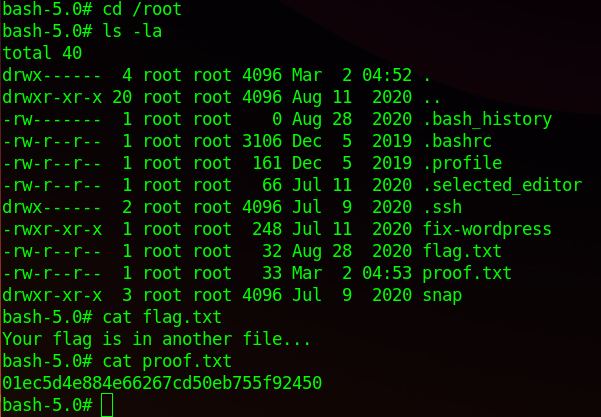 bash-5.0# cd /root
bash-5.0# ls -la
total 40
drwx------  4 root root 4096 Mar  2 04:52 .
drwxr-xr-x 20 root root 4096 Aug 11  2020 ..
-rw-------  1 root root    0 Aug 28  2020 .bash_history
-rw-r--r--  1 root root 3106 Dec  5  2019 .bashrc
-rw-r--r--  1 root root  161 Dec  5  2019 .profile
-rw-r--r--  1 root root   66 Jul 11  2020 .selected_editor
drwx------  2 root root 4096 Jul  9  2020 .ssh
-rwxr-xr-x  1 root root  248 Jul 11  2020 fix-wordpress
-rw-r--r--  1 root root   32 Aug 28  2020 flag.txt
-rw-r--r--  1 root root   33 Mar  2 04:53 proof.txt
drwxr-xr-x  3 root root 4096 Jul  9  2020 snap
bash-5.0# cat flag.txt
Your flag is in another file...
bash-5.0# cat proof.txt
01ec5d4e884e66267cd50eb755f92450
bash-5.0#